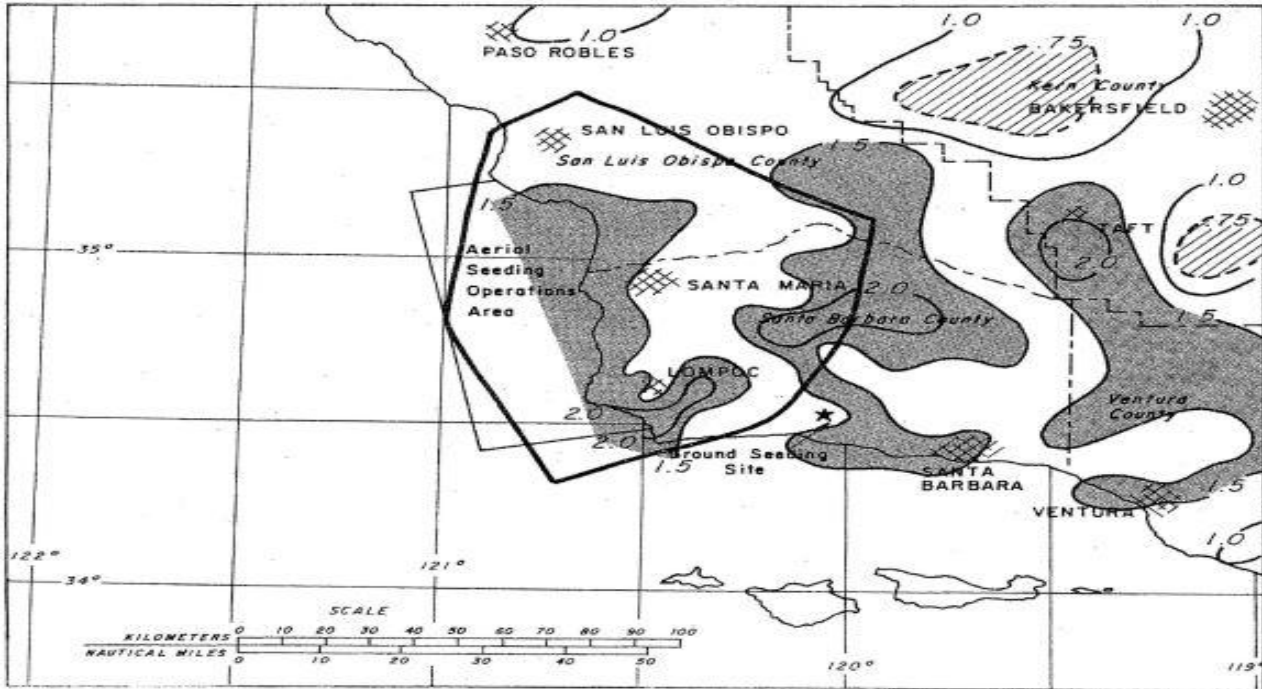 1.0
PASO ROBLES
1.0
1.0
.75
Kern County
BAKERSFIELD
SAN LUIS OBISPO
San Luis Obispo County
1.5
1.0
1.5
35°
Aerial
Seeding
Operations
Area
TAFT
.75
2.0
SANTA MARIA
2.0
Santa Barbara County
1.5
LOMPOC
2.0
Ventura
County
2.0
1.5
Ground Seeding
Site
SANTA
BARBARA
1.5
VENTURA
1.0
122°
121°
34°
SCALE
KILOMETERS
0 10 20 30 40 50 60 70 80 90 100
NAUTICAL MILES
0 10 20 30 40 50
120°
119°